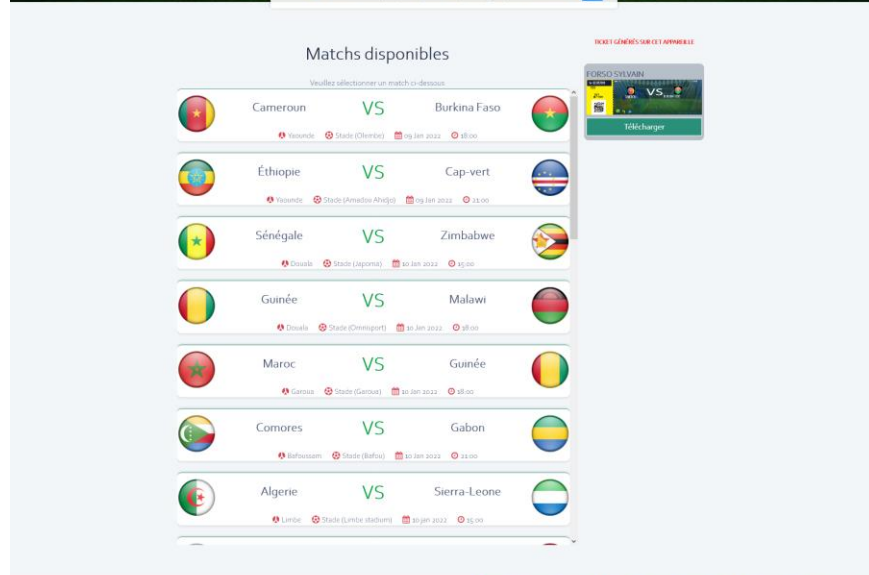 Matchs disponibles
Veuillez sélectionner un match ci-dessous
Cameroun VS Burkina Faso
Yaounde Stade (Olembe) 09 Jan 2022 18:00
Éthiopie VS Cap-vert
Yaounde Stade (Amadou Ahidjo) 09 Jan 2022 21:00
Sénégale VS Zimbabwe
Douala Stade (Japoma) 10 Jan 2022 15:00
Guinée VS Malawi
Douala Stade (Omnisport) 10 Jan 2022 18:00
Maroc VS Guinée
Garoua Stade (Garoua) 10 Jan 2022 18:00
Comores VS Gabon
Bafoussam Stade (Bafou) 10 Jan 2022 21:00
Algerie VS Sierra-Leone
Limbe Stade (Limbe stadium) 10 jan 2022 15:00
TICKET GÉNÉRÉS SUR CET APPAREILLE
FORSO SYLVAIN
VS
Télécharger